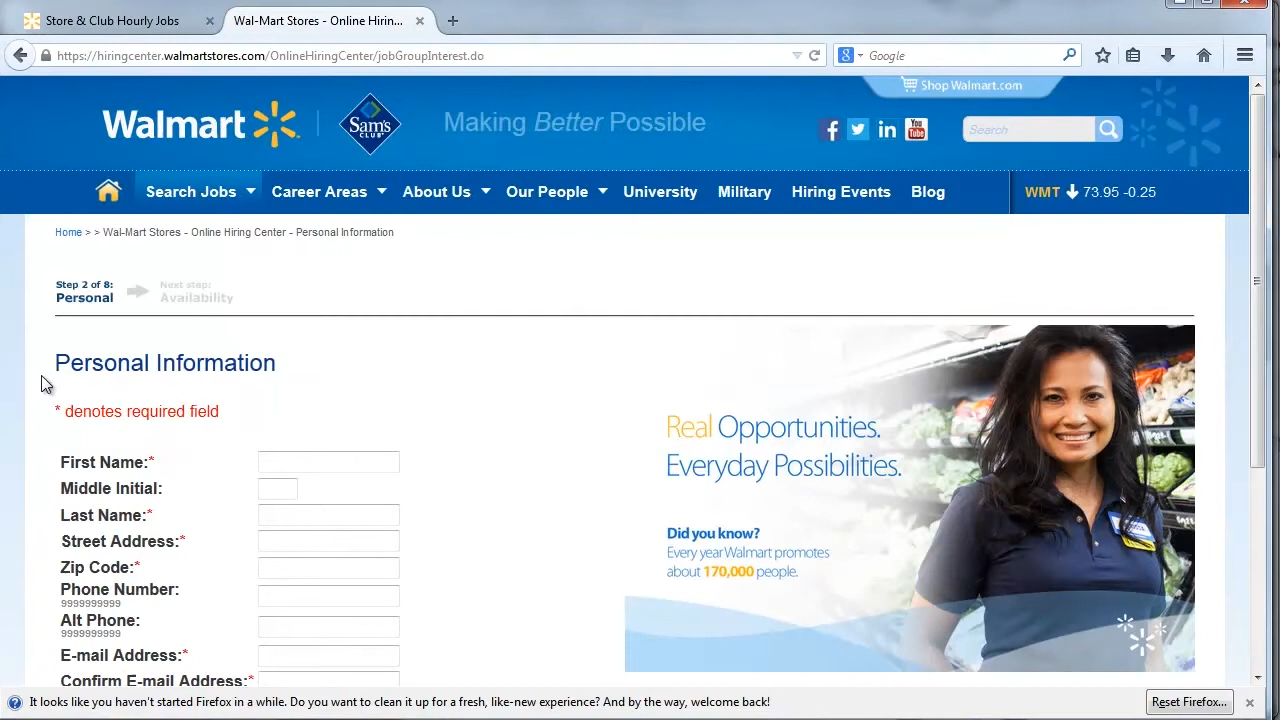 Store & Club Hourly Jobs
Wal-Mart Stores - Online Hirin...
https://hiringcenter.walmartstores.com/OnlineHiringCenter/jobGroupInterest.do
Google
Shop Walmart.com
Walmart
Sam's CLUB
Making Better Possible
You Tube
Search
Search Jobs
Career Areas
About Us
Our People
University
Military
Hiring Events
Blog
WMT 73.95 -0.25
Home > > Wal-Mart Stores - Online Hiring Center - Personal Information
Step 2 of 8:
Personal
Next step:
Availability
Personal Information
* denotes required field
First Name:*
Middle Initial:
Last Name:*
Street Address:*
Zip Code:*
Phone Number:
9999999999
Alt Phone:
9999999999
E-mail Address:*
Confirm E-mail Address:*
Real Opportunities.
Everyday Possibilities.
Did you know?
Every year Walmart promotes
about 170,000 people.
It looks like you haven't started Firefox in a while. Do you want to clean it up for a fresh, like-new experience? And by the way, welcome back!
Reset Firefox...